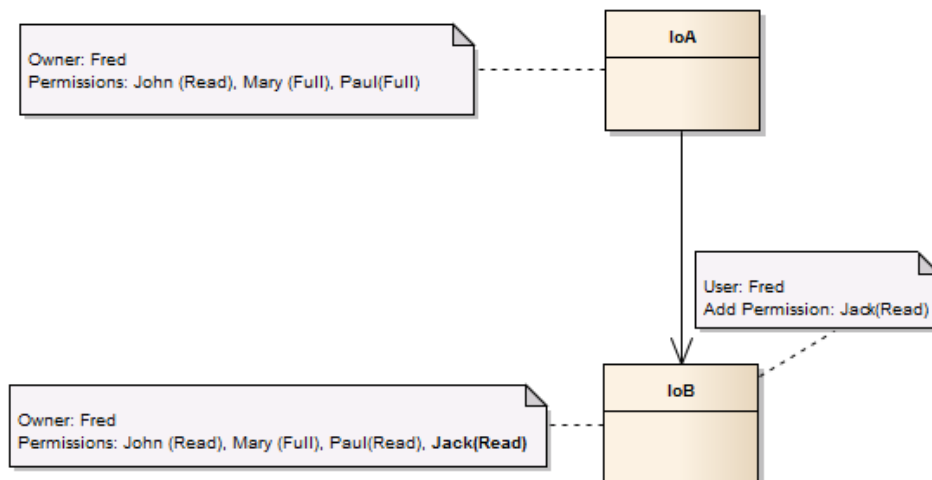 IoA
Owner: Fred
Permissions: John (Read), Mary (Full), Paul(Full)
User: Fred
Add Permission: Jack(Read)
IoB
Owner: Fred
Permissions: John (Read), Mary (Full), Paul(Read), Jack(Read)